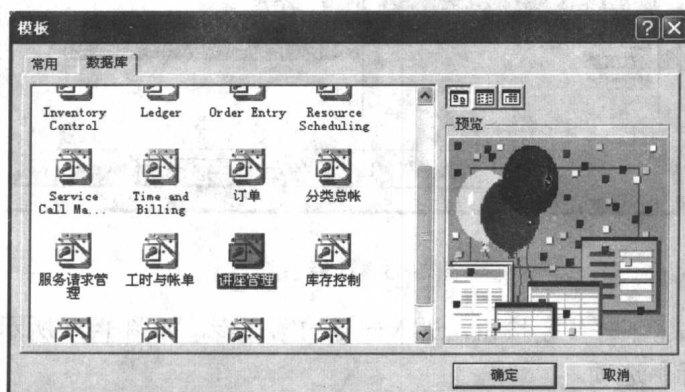 模板
常用 数据库
Inventory Control
Ledger
Order Entry
Resource Scheduling
预览
Service Call Ma...
Time and Billing
订单
分类总帐
服务请求管理
工时与帐单
讲座管理
库存控制
确定 取消